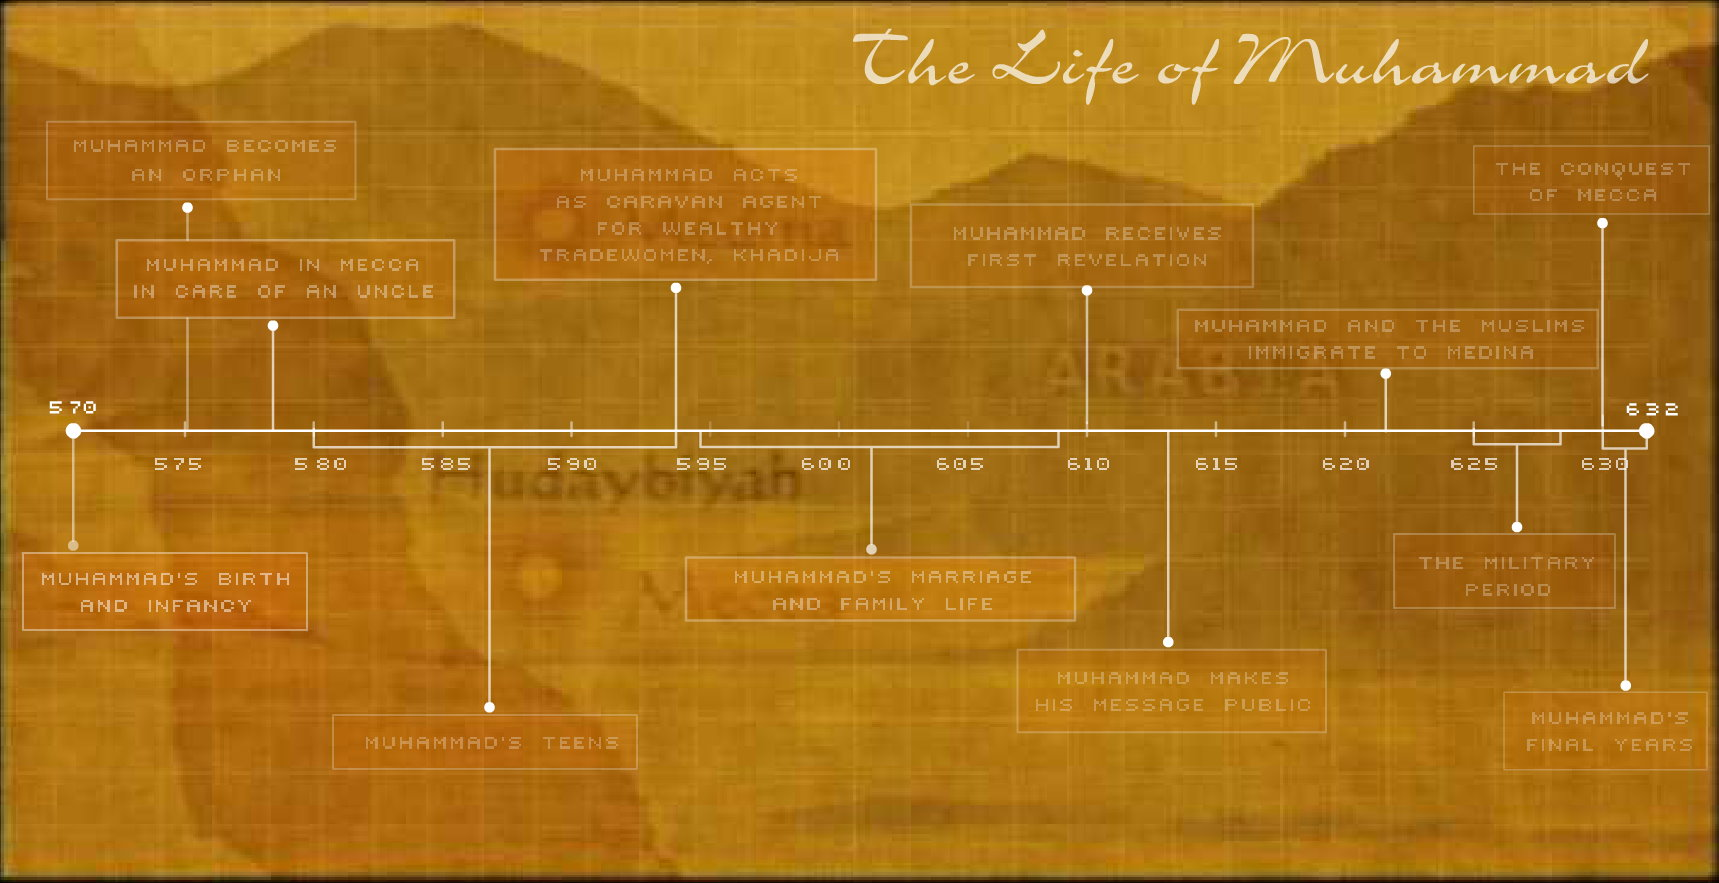 The Life of Muhammad
MUHAMMAD BECOMES
AN ORPHAN
MUHAMMAD IN MECCA
IN CARE OF AN UNCLE
MUHAMMAD ACTS
AS CARAVAN AGENT
FOR WEALTHY
TRADEWOMEN, KHADIJA
MUHAMMAD RECEIVES
FIRST REVELATION
MUHAMMAD AND THE MUSLIMS
IMMIGRATE TO MEDINA
THE CONQUEST
OF MECCA
ARABIA
570
632
575 580 585 590 595 600 605 610 615 620 625 630
Hudaybiyah
MUHAMMAD'S BIRTH
AND INFANCY
MUHAMMAD'S TEENS
MUHAMMAD'S MARRIAGE
AND FAMILY LIFE
MUHAMMAD MAKES
HIS MESSAGE PUBLIC
THE MILITARY
PERIOD
MUHAMMAD'S
FINAL YEARS